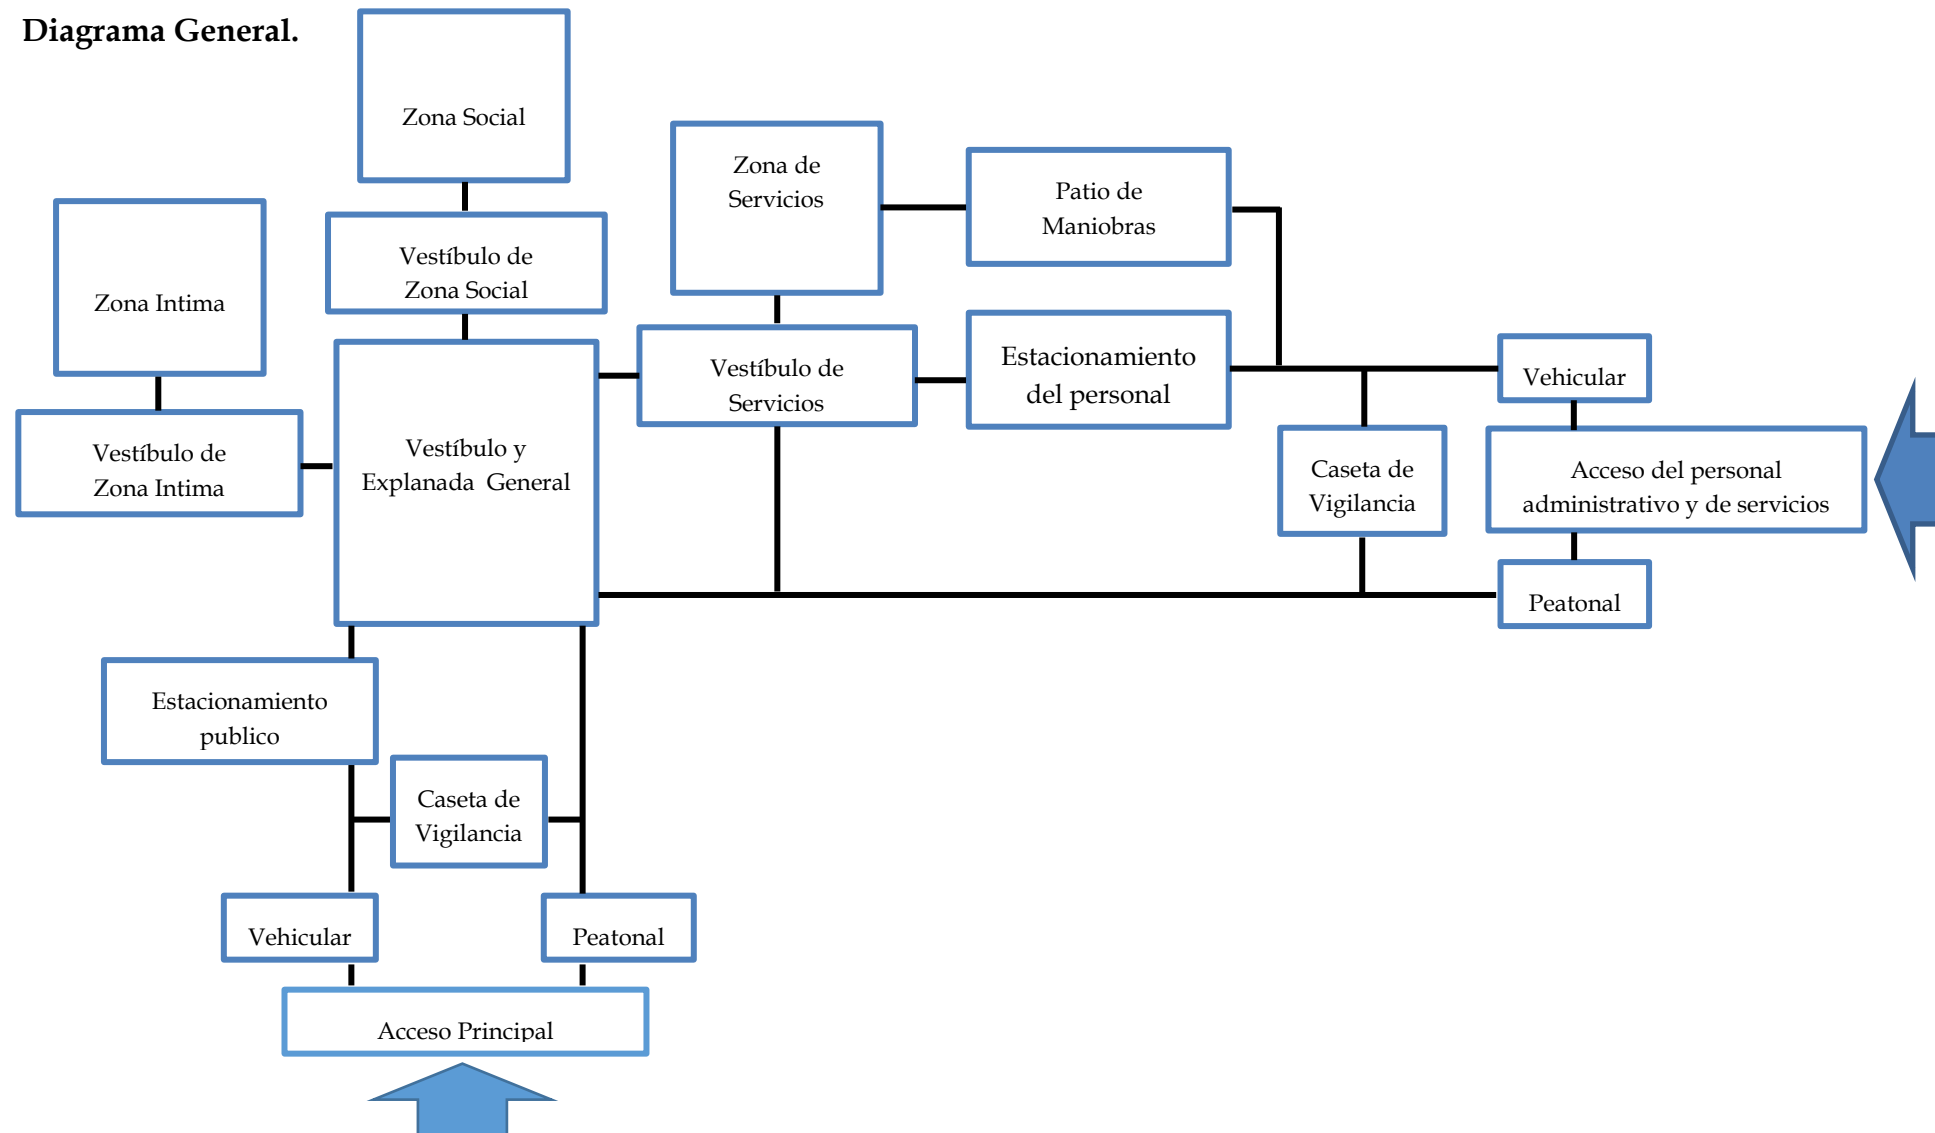 Diagrama General.
Zona Social
Zona de
Servicios
Patio de
Maniobras
Vestíbulo de
Zona Social
Zona Intima
Vestíbulo de
Servicios
Estacionamiento
del personal
Vehicular
Vestíbulo de
Zona Intima
Vestíbulo y
Explanada  General
Caseta de
Vigilancia
Acceso del personal
administrativo y de servicios
Peatonal
Estacionamiento
publico
Caseta de
Vigilancia
Vehicular
Peatonal
Acceso Principal